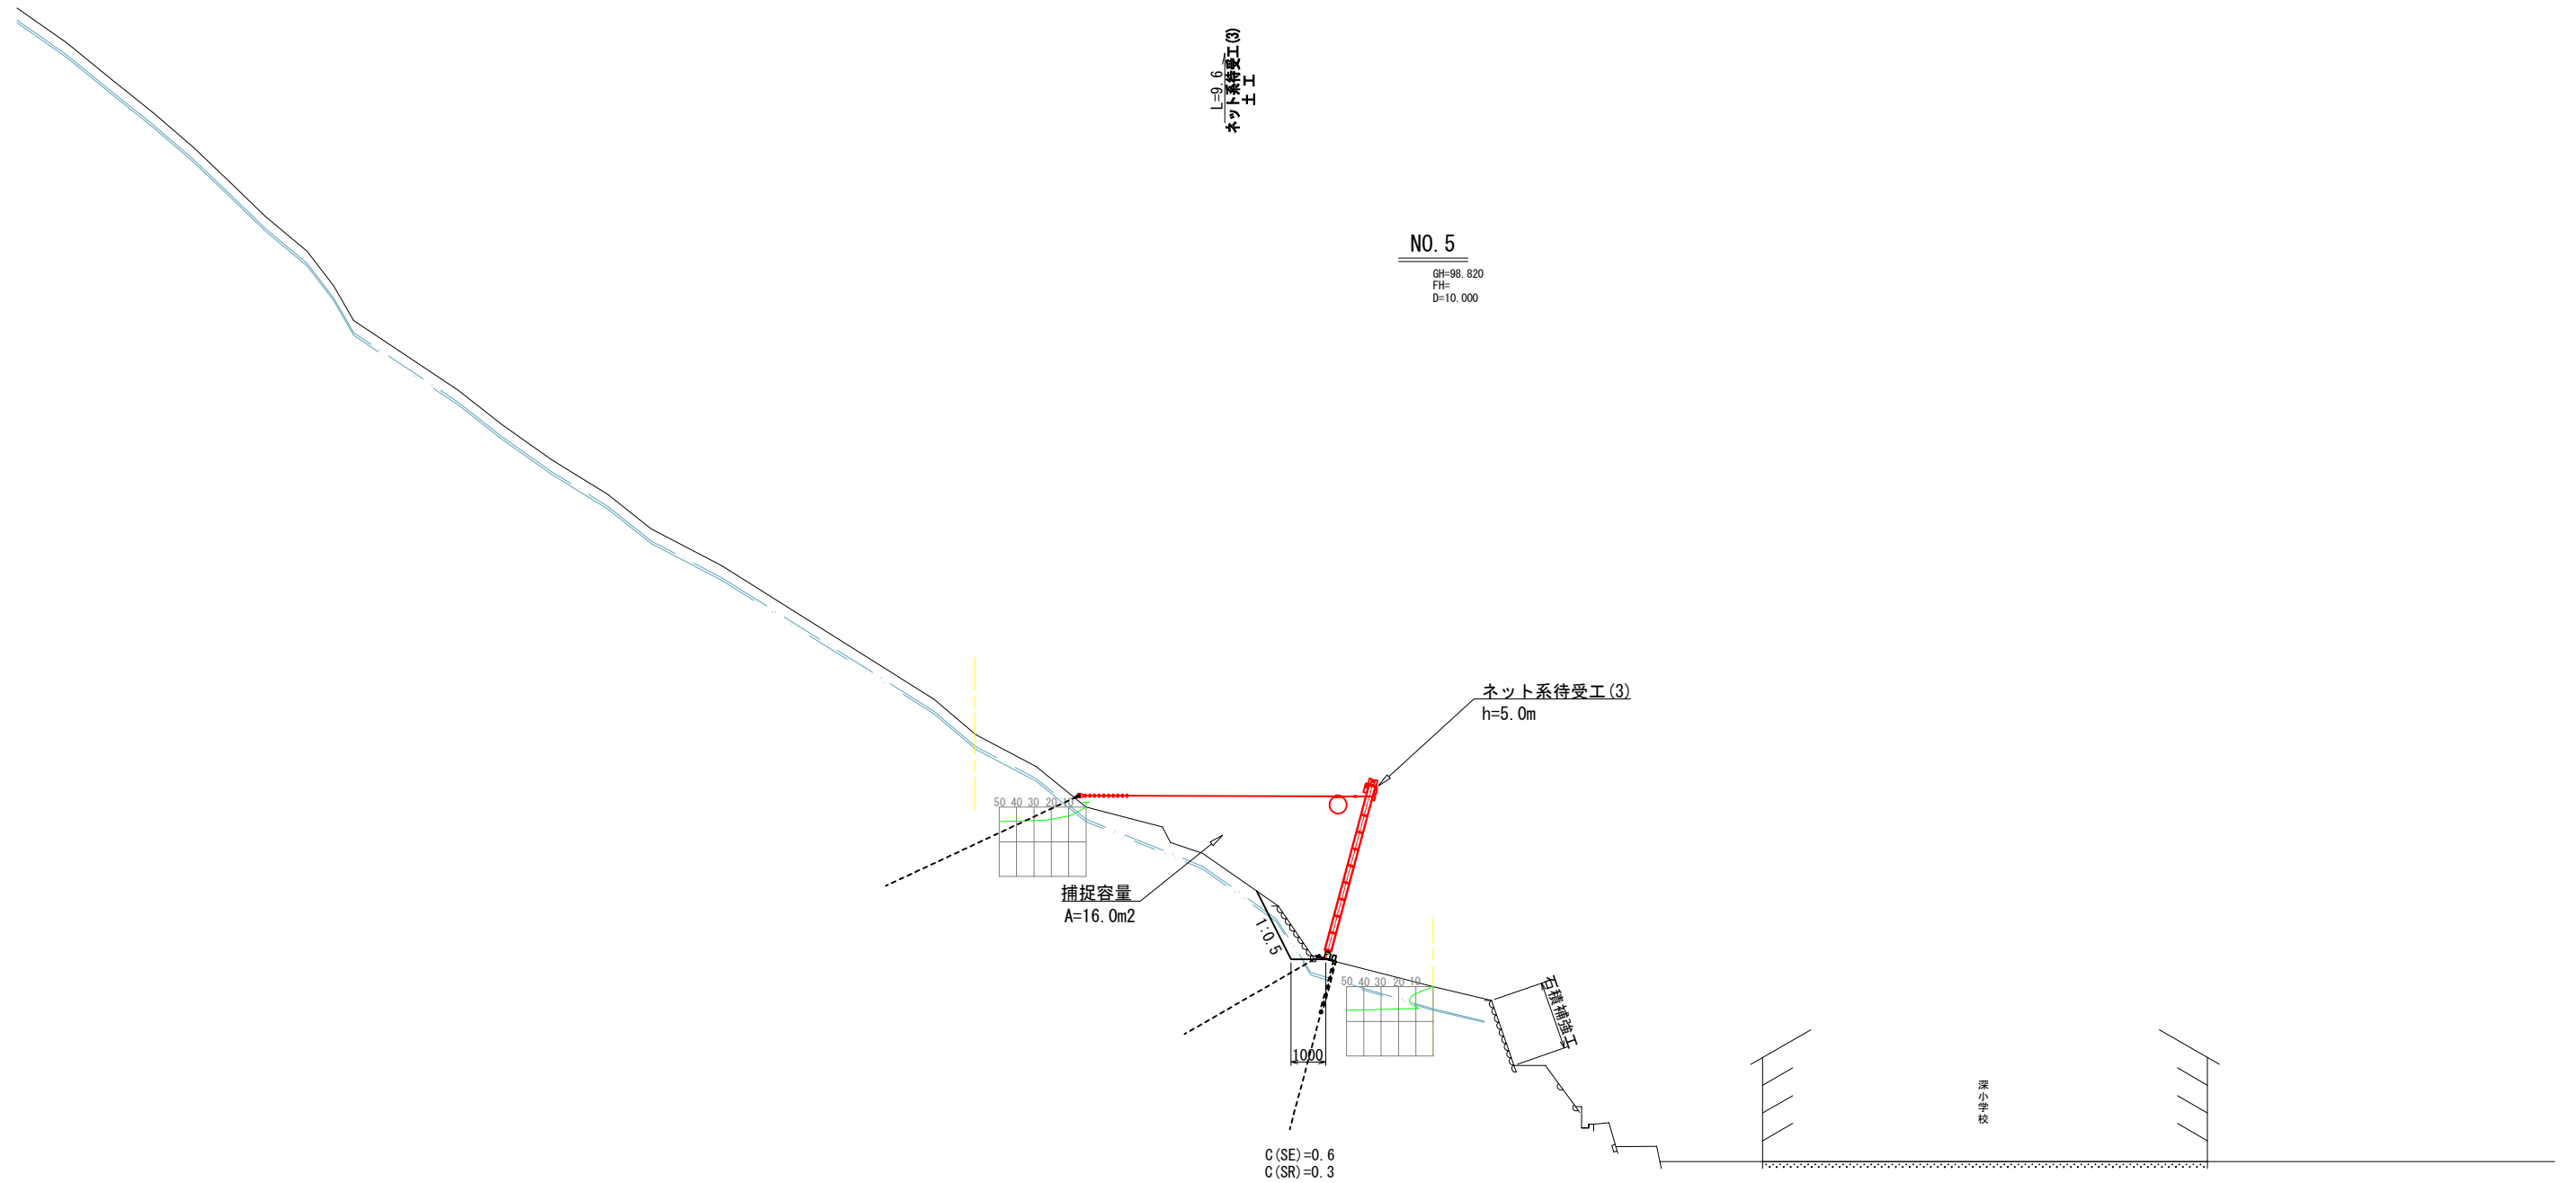 L=9.6
ネット系待受工(3)
土 工
NO.5
GH=98.820
FH=
D=10.000
ネット系待受工(3)
h=5.0m
50 40 30 20 10
捕捉容量
A=16.0m2
1:0.5
50 40 30 20 10
石積補強工
1000
深小学校
C(SE)=0.6
C(SR)=0.3